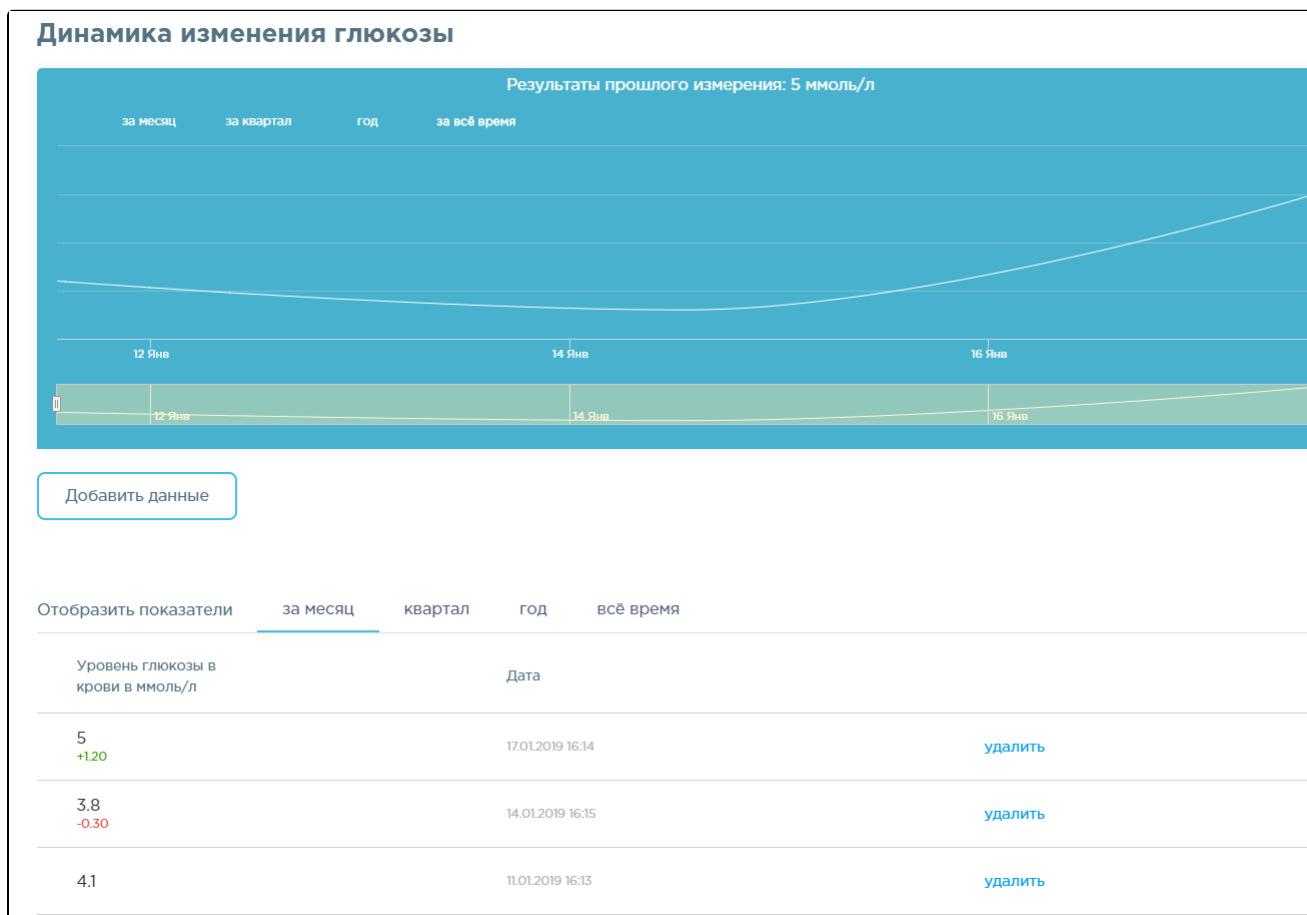 Динамика изменения глюкозы
Результаты прошлого измерения: 5 ммоль/л
за месяц за квартал год за всё время
12 Янв 14 Янв 16 Янв
12 Янв 14 Янв 16 Янв
Добавить данные
Отобразить показатели за месяц квартал год всё время
Уровень глюкозы в
крови в ммоль/л
Дата
5
+1.20
17.01.2019 16:14 удалить
3.8
-0.30
14.01.2019 16:15 удалить
4.1 11.01.2019 16:13 удалить